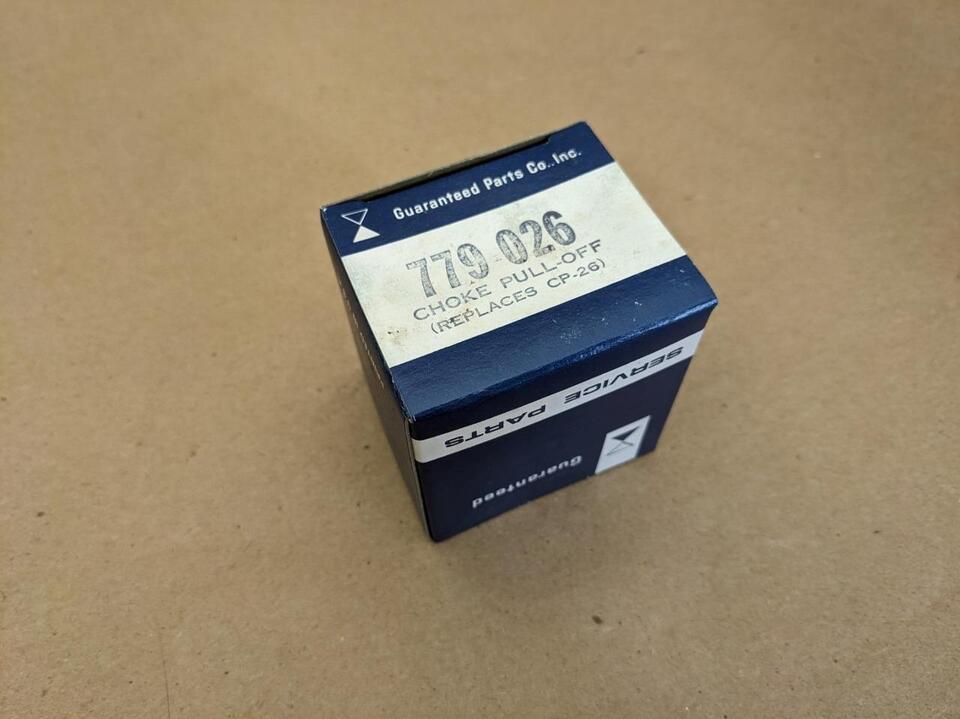 Guaranteed Parts Co., Inc.
779 026
CHOKE PULL-OFF
(REPLACES CP-26)
SERVICE PARTS
Guaranteed